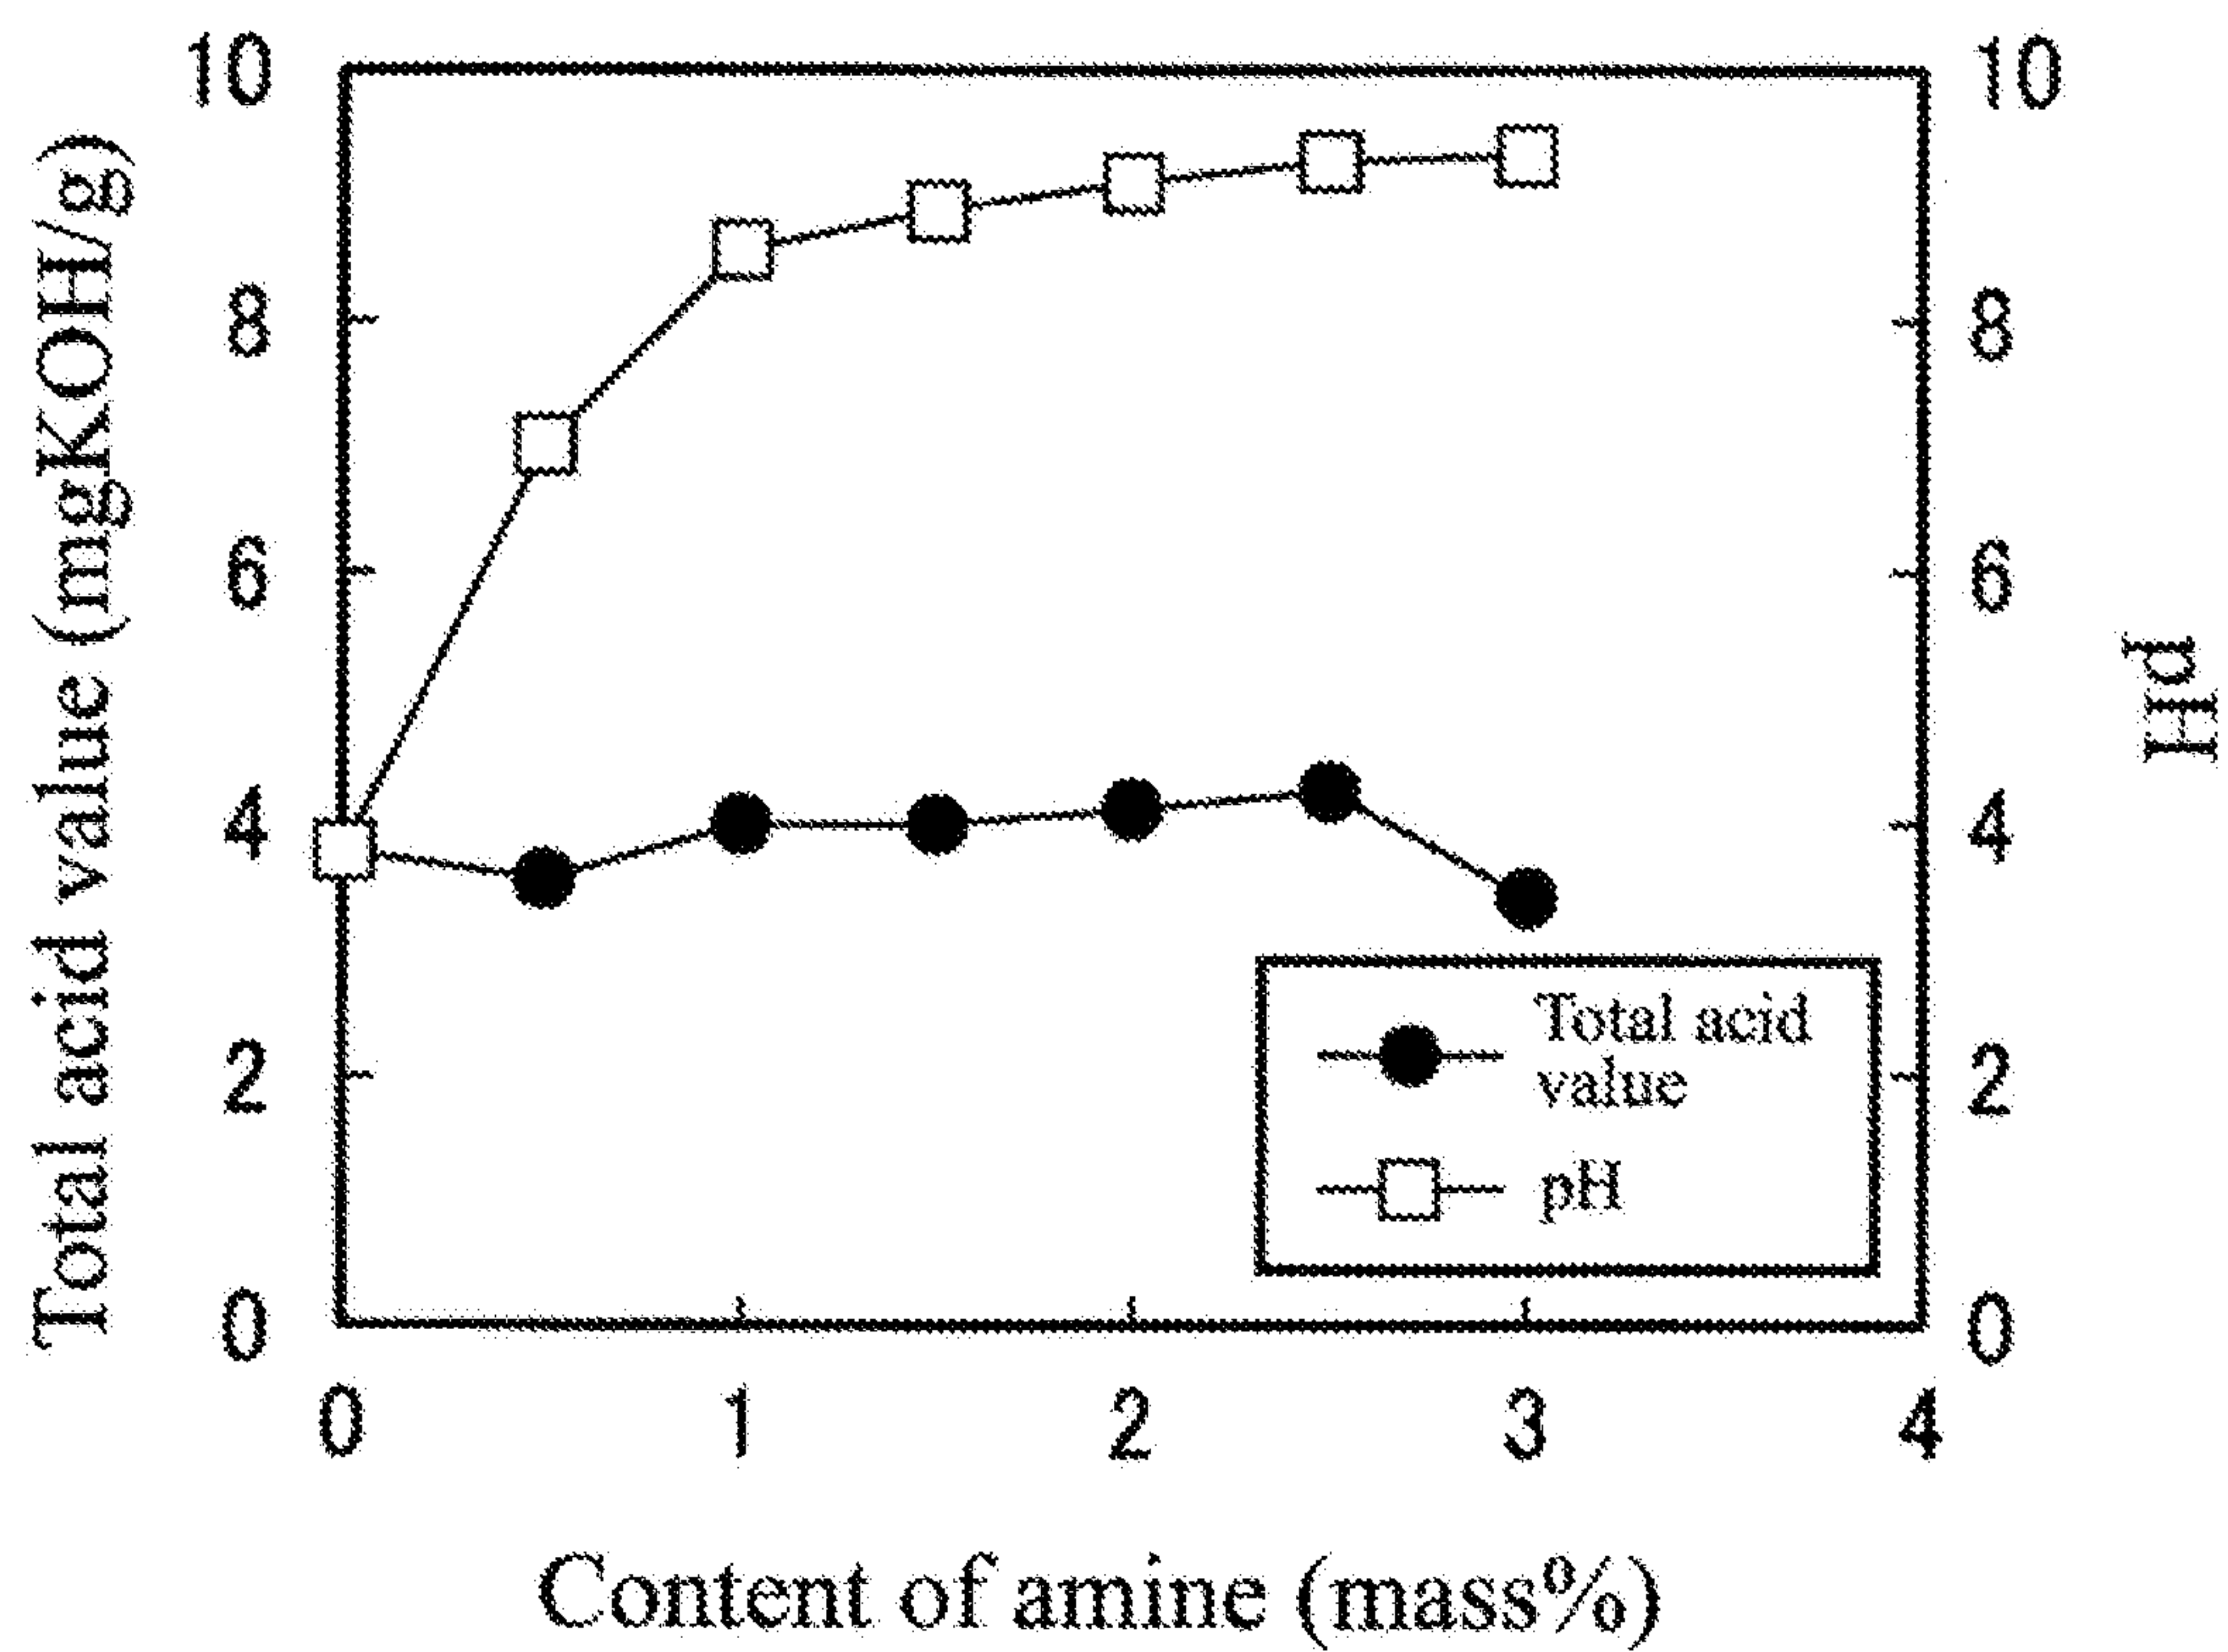 Total acid value (mgKOH/g)
10
8
6
4
2
0
10
8
6
4
2
0
pH
Total acid
value
pH
0 1 2 3 4
Content of amine (mass%)